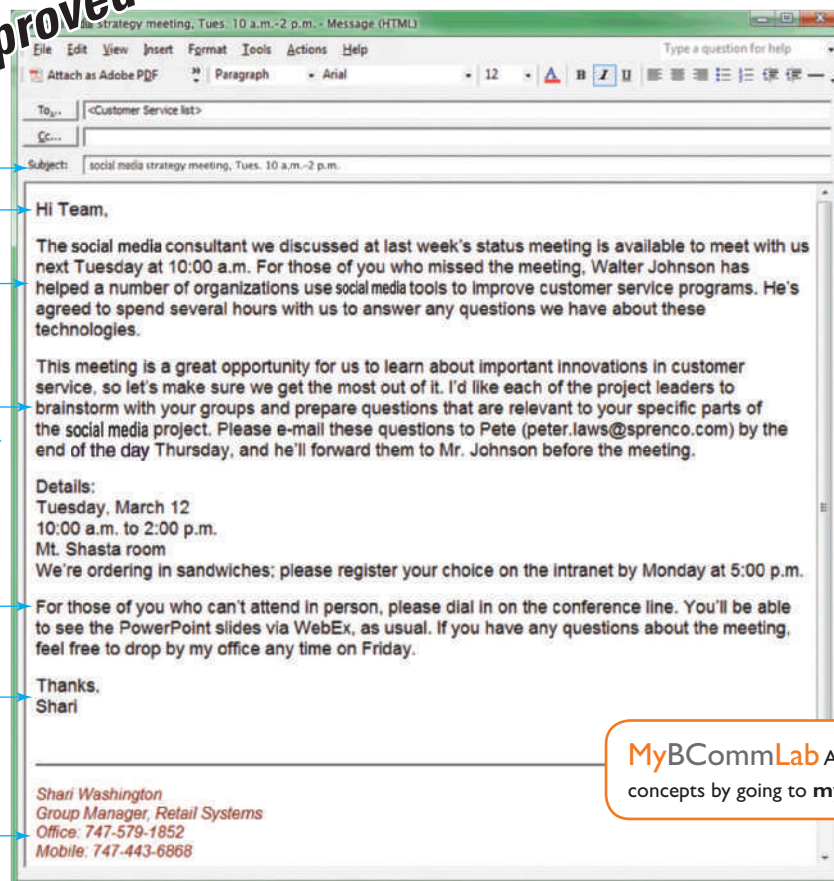 proved
strategy meeting, Tues. 10 a.m.-2 p.m. - Message (HTML)
File Edit View Insert Format Tools Actions Help
Type a question for help
Attach as Adobe PDF
Paragraph
Arial
12
A B I U
To...
<Customer Service list>
Cc...
Subject:
social media strategy meeting, Tues. 10 a.m.-2 p.m.
Hi Team,
The social media consultant we discussed at last week's status meeting is available to meet with us
next Tuesday at 10:00 a.m. For those of you who missed the meeting, Walter Johnson has
helped a number of organizations use social media tools to improve customer service programs. He's
agreed to spend several hours with us to answer any questions we have about these
technologies.
This meeting is a great opportunity for us to learn about important innovations in customer
service, so let's make sure we get the most out of it. I'd like each of the project leaders to
brainstorm with your groups and prepare questions that are relevant to your specific parts of
the social media project. Please e-mail these questions to Pete (peter.laws@sprenco.com) by the
end of the day Thursday, and he'll forward them to Mr. Johnson before the meeting.
Details:
Tuesday, March 12
10:00 a.m. to 2:00 p.m.
Mt. Shasta room
We're ordering in sandwiches; please register your choice on the intranet by Monday at 5:00 p.m.
For those of you who can't attend in person, please dial in on the conference line. You'll be able
to see the PowerPoint slides via WebEx, as usual. If you have any questions about the meeting,
feel free to drop by my office any time on Friday.
Thanks,
Shari
MyBCommLab A
concepts by going to m
Shari Washington
Group Manager, Retail Systems
Office: 747-579-1852
Mobile: 747-443-6868